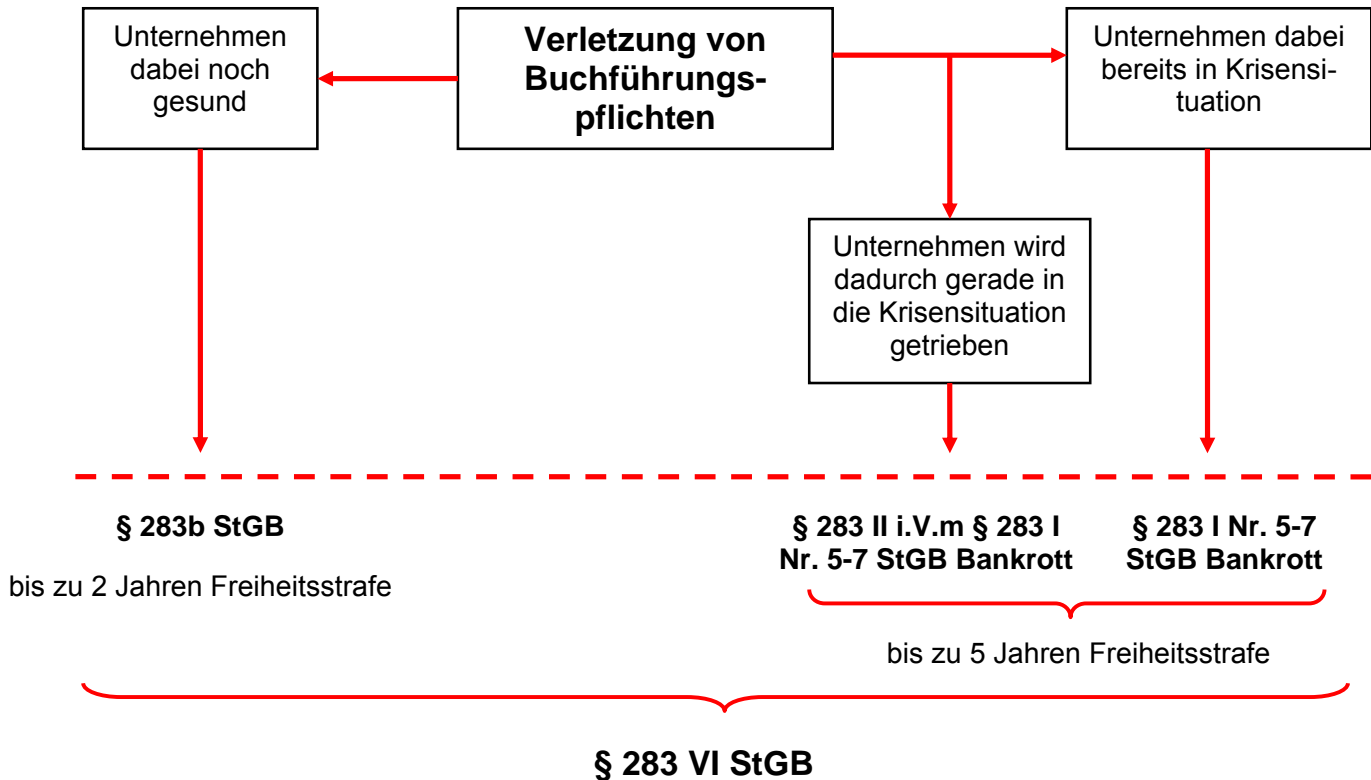 Unternehmen
dabei noch
gesund
Verletzung von
Buchführungs-
pflichten
Unternehmen dabei
bereits in Krisensi-
tuation
Unternehmen wird
dadurch gerade in
die Krisensituation
getrieben
§ 283b StGB
bis zu 2 Jahren Freiheitsstrafe
§ 283 II i.V.m § 283 I
Nr. 5-7 StGB Bankrott
§ 283 I Nr. 5-7
StGB Bankrott
bis zu 5 Jahren Freiheitsstrafe
§ 283 VI StGB